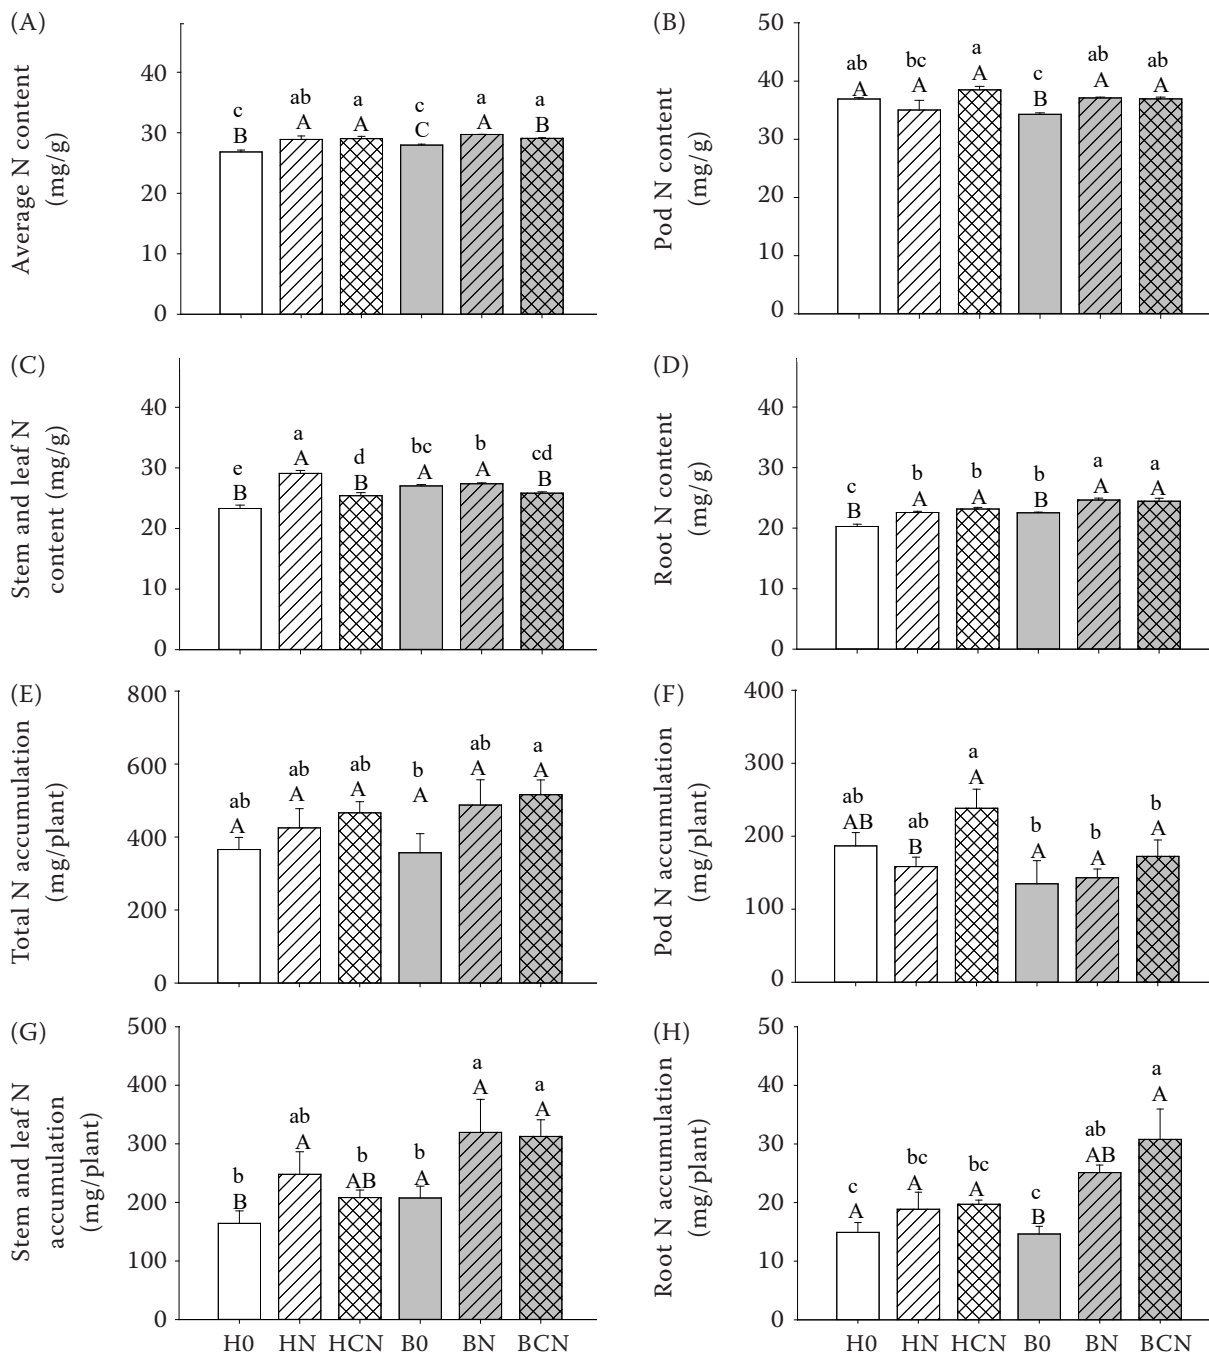 (A)
Average N content
(mg/g)
40
30
20
10
0
c
B
ab
A
a
A
c
C
a
A
a
B
(B)
Pod N content
(mg/g)
50
40
30
20
10
0
ab
A
bc
A
a
A
c
B
ab
A
ab
A
(C)
Stem and leaf N
content (mg/g)
40
30
20
10
0
e
B
a
A
d
B
bc
A
b
A
cd
B
(D)
Root N content
(mg/g)
40
30
20
10
0
c
B
b
A
b
A
b
B
a
A
a
A
(E)
Total N accumulation
(mg/plant)
800
600
400
200
0
ab
A
ab
A
ab
A
b
A
ab
A
a
A
(F)
Pod N accumulation
(mg/plant)
400
300
200
100
0
ab
AB
ab
B
a
A
b
A
b
A
b
A
(G)
Stem and leaf N
accumulation
(mg/plant)
500
400
300
200
100
0
b
B
ab
A
b
AB
b
A
a
A
a
A
H0 HN HCN B0 BN BCN
(H)
Root N accumulation
(mg/plant)
50
40
30
20
10
0
c
A
bc
A
bc
A
c
B
ab
AB
a
A
H0 HN HCN B0 BN BCN